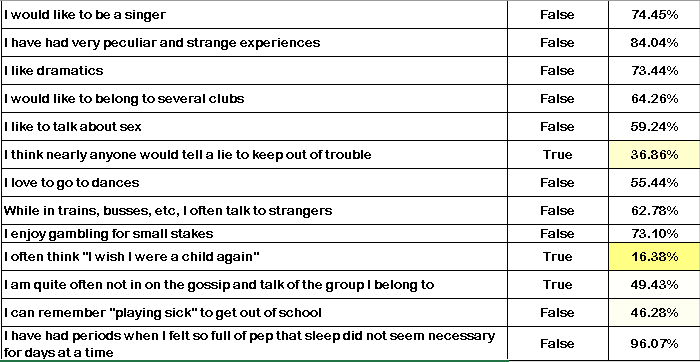 I would like to be a singer False 74.45%
I have had very peculiar and strange experiences False 84.04%
I like dramatics False 73.44%
I would like to belong to several clubs False 64.26%
I like to talk about sex False 59.24%
I think nearly anyone would tell a lie to keep out of trouble True 36.86%
I love to go to dances False 55.44%
While in trains, busses, etc, I often talk to strangers False 62.78%
I enjoy gambling for small stakes False 73.10%
I often think "I wish I were a child again" True 16.38%
I am quite often not in on the gossip and talk of the group I belong to True 49.43%
I can remember "playing sick" to get out of school False 46.28%
I have had periods when I felt so full of pep that sleep did not seem necessary
for days at a time False 96.07%